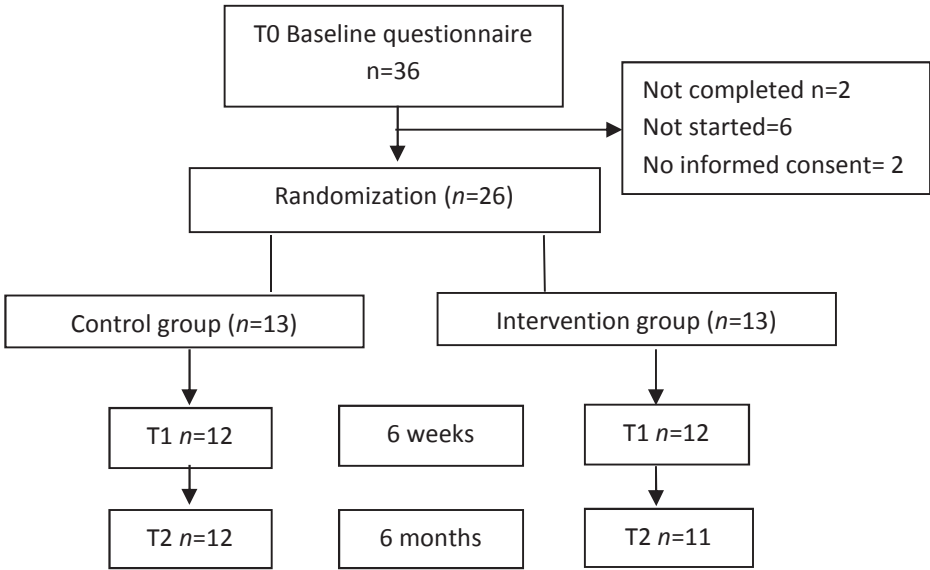 T0 Baseline questionnaire
n=36
Not completed n=2
Not started=6
No informed consent= 2
Randomization (n=26)
Control group (n=13)
Intervention group (n=13)
T1 n=12
6 weeks
T1 n=12
T2 n=12
6 months
T2 n=11